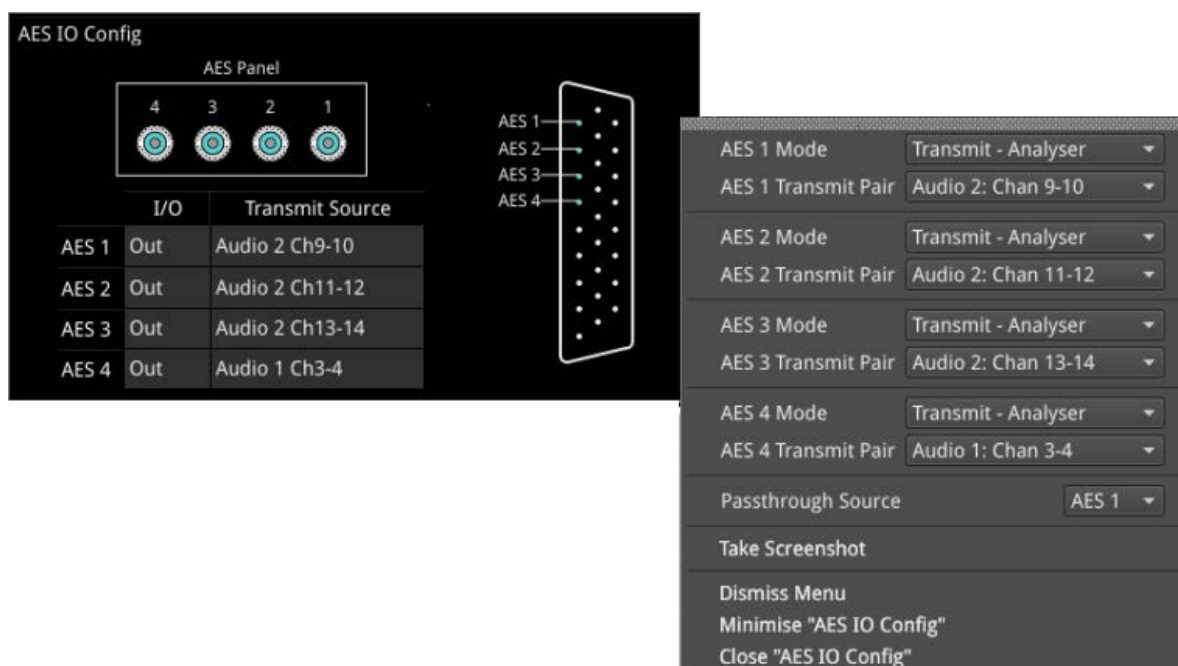 AES IO Config
AES Panel
4 3 2 1
AES 1
AES 2
AES 3
AES 4
I/O Transmit Source
AES 1 Out Audio 2 Ch9-10
AES 2 Out Audio 2 Ch11-12
AES 3 Out Audio 2 Ch13-14
AES 4 Out Audio 1 Ch3-4
AES 1 Mode Transmit - Analyser
AES 1 Transmit Pair Audio 2: Chan 9-10
AES 2 Mode Transmit - Analyser
AES 2 Transmit Pair Audio 2: Chan 11-12
AES 3 Mode Transmit - Analyser
AES 3 Transmit Pair Audio 2: Chan 13-14
AES 4 Mode Transmit - Analyser
AES 4 Transmit Pair Audio 1: Chan 3-4
Passthrough Source AES 1
Take Screenshot
Dismiss Menu
Minimise "AES IO Config"
Close "AES IO Config"